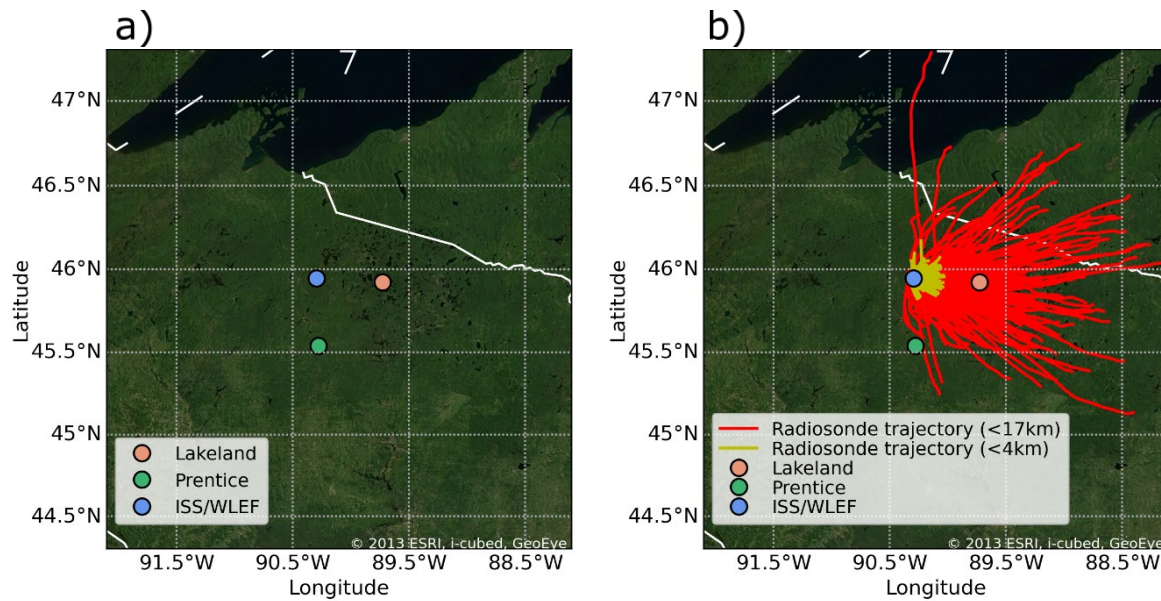 a)
7
47°N
46.5°N
46°N
45.5°N
45°N
44.5°N
Latitude
Lakeland
Prentice
ISS/WLEF
© 2013 ESRI, i-cubed, GeoEye
91.5°W 90.5°W 89.5°W 88.5°W
Longitude
b)
7
47°N
46.5°N
46°N
45.5°N
45°N
44.5°N
Latitude
Radiosonde trajectory (<17km)
Radiosonde trajectory (<4km)
Lakeland
Prentice
ISS/WLEF
© 2013 ESRI, i-cubed, GeoEye
91.5°W 90.5°W 89.5°W 88.5°W
Longitude